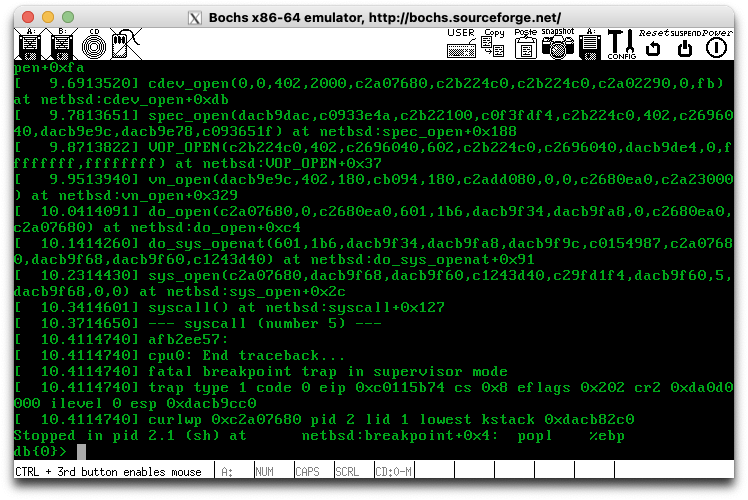 Bochs x86-64 emulator, http://bochs.sourceforge.net/
A: B: CD USER Copy Paste Snapshot A: CONFIG Reset SUSPEND Power
pen+0xfa
[   9.6913520] cdev_open(0,0,402,2000,c2a07680,c2b224c0,c2b224c0,c2a02290,0,fb)
at netbsd:cdev_open+0xdb
[   9.7813651] spec_open(dacb9dac,c0933e4a,c2b22100,c0f3fdf4,c2b224c0,402,c26960
40,dacb9e9c,dacb9e78,c093651f) at netbsd:spec_open+0x188
[   9.8713822] VOP_OPEN(c2b224c0,402,c2696040,602,c2b224c0,c2696040,dacb9de4,0,f
fffffff,ffffffff) at netbsd:VOP_OPEN+0x37
[   9.9513940] vn_open(dacb9e9c,402,180,cb094,180,c2add080,0,0,c2680ea0,c2a23000
) at netbsd:vn_open+0x329
[  10.0414091] do_open(c2a07680,0,c2680ea0,601,1b6,dacb9f34,dacb9fa8,0,c2680ea0,
c2a07680) at netbsd:do_open+0xc4
[  10.1414260] do_sys_openat(601,1b6,dacb9f34,dacb9fa8,dacb9f9c,c0154987,c2a0768
0,dacb9f68,dacb9f60,c1243d40) at netbsd:do_sys_openat+0x91
[  10.2314430] sys_open(c2a07680,dacb9f68,dacb9f60,c1243d40,c29fd1f4,dacb9f60,5,
dacb9f68,0,0) at netbsd:sys_open+0x2c
[  10.3414601] syscall() at netbsd:syscall+0x127
[  10.3714650] --- syscall (number 5) ---
[  10.4114740] afb2ee57:
[  10.4114740] cpu0: End traceback...
[  10.4114740] fatal breakpoint trap in supervisor mode
[  10.4114740] trap type 1 code 0 eip 0xc0115b74 cs 0x8 eflags 0x202 cr2 0xda0d0
000 ilevel 0 esp 0xdacb9cc0
[  10.4114740] curlwp 0xc2a07680 pid 2 lid 1 lowest kstack 0xdacb82c0
Stopped in pid 2.1 (sh) at      netbsd:breakpoint+0x4:  popl    %ebp
db{0}>
CTRL + 3rd button enables mouse A: NUM CAPS SCRL CD:0-M